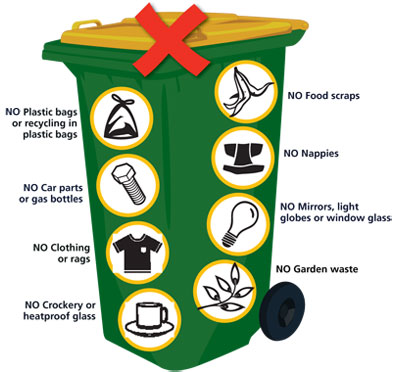 NO Plastic bags
or recycling in
plastic bags
NO Car parts
or gas bottles
NO Clothing
or rags
NO Crockery or
heatproof glass
NO Food scraps
NO Nappies
NO Mirrors, light
globes or window glass
NO Garden waste